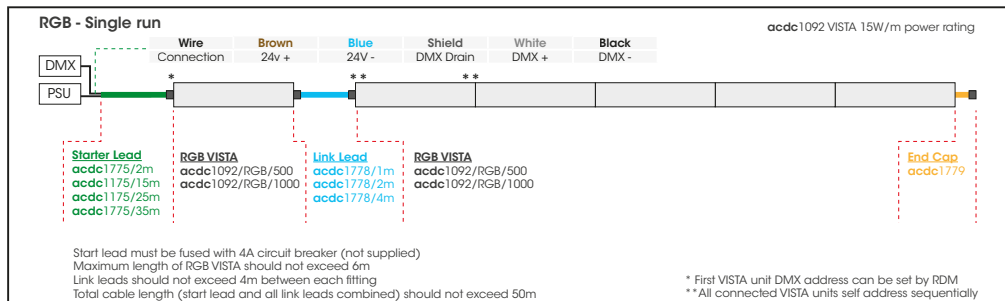 RGB - Single run
acdc1092 VISTA 15W/m power rating
Wire Brown Blue Shield White Black
Connection 24v + 24V - DMX Drain DMX + DMX -
DMX
PSU
* ** **
Starter Lead
acdc1775/2m
acdc1175/15m
acdc1175/25m
acdc1775/35m
RGB VISTA
acdc1092/RGB/500
acdc1092/RGB/1000
Link Lead
acdc1778/1m
acdc1778/2m
acdc1778/4m
RGB VISTA
acdc1092/RGB/500
acdc1092/RGB/1000
End Cap
acdc1779
Start lead must be fused with 4A circuit breaker (not supplied)
Maximum length of RGB VISTA should not exceed 6m
Link leads should not exceed 4m between each fitting
Total cable length (start lead and all link leads combined) should not exceed 50m
* First VISTA unit DMX address can be set by RDM
**All connected VISTA units self address sequentially